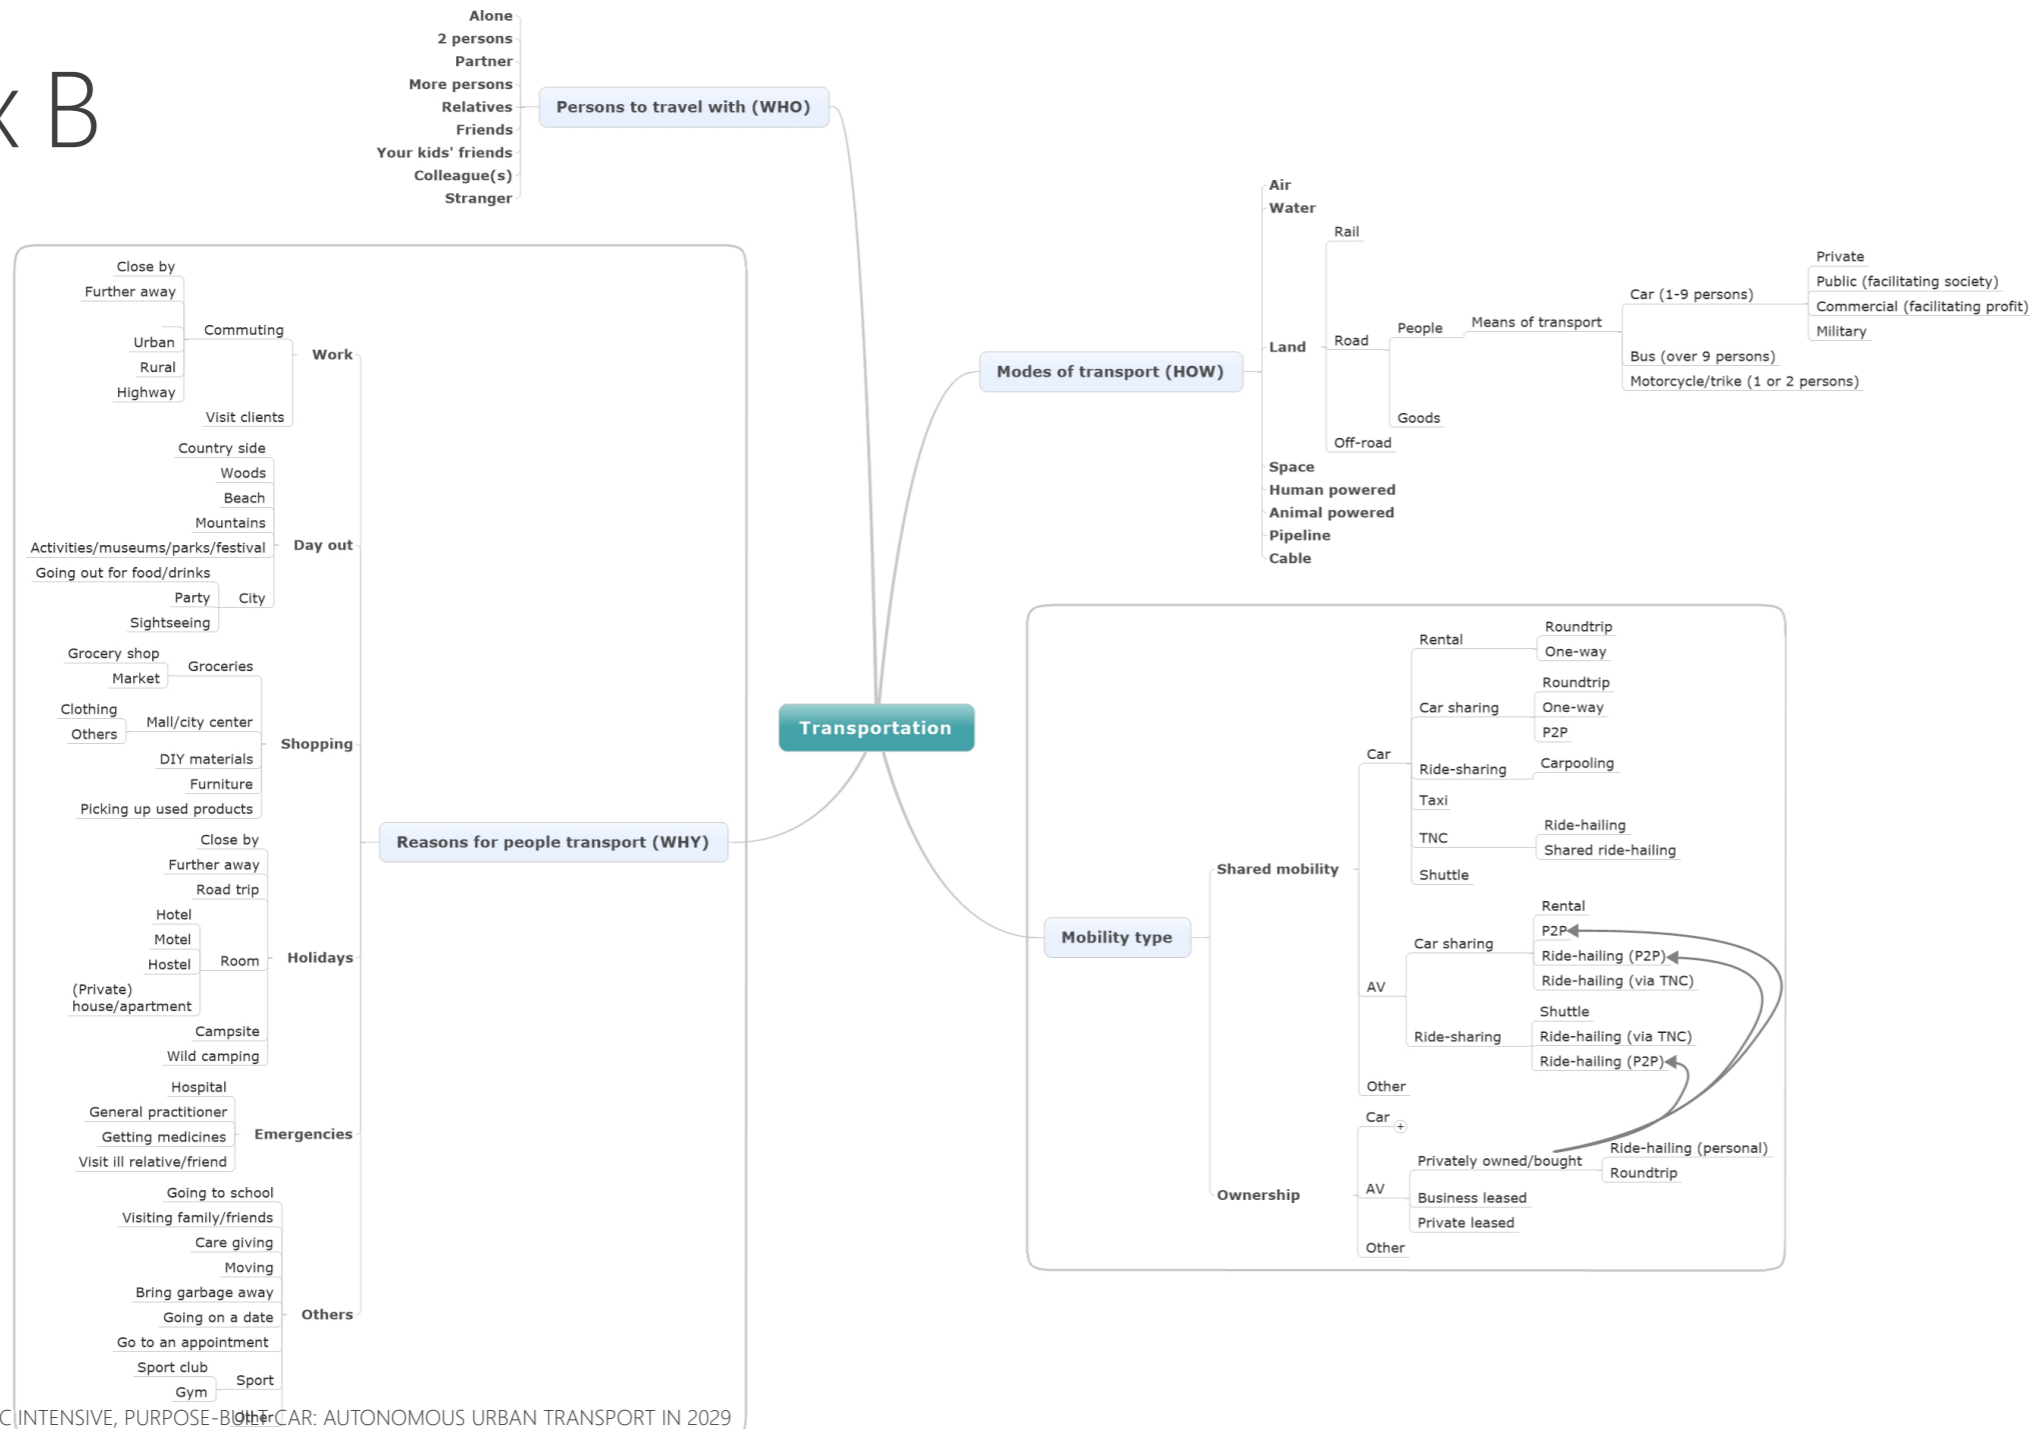 x B
Alone
2 persons
Partner
More persons
Relatives
Friends
Your kids' friends
Colleague(s)
Stranger
Persons to travel with (WHO)
Close by
Further away
Urban
Rural
Highway
Commuting
Visit clients
Work
Country side
Woods
Beach
Mountains
Activities/museums/parks/festival
Going out for food/drinks
Party
Sightseeing
City
Day out
Grocery shop
Market
Groceries
Clothing
Others
Mall/city center
DIY materials
Furniture
Picking up used products
Shopping
Close by
Further away
Road trip
Hotel
Motel
Hostel
(Private)
house/apartment
Room
Campsite
Wild camping
Holidays
Hospital
General practitioner
Getting medicines
Visit ill relative/friend
Emergencies
Going to school
Visiting family/friends
Care giving
Moving
Bring garbage away
Going on a date
Go to an appointment
Sport club
Gym
Sport
Other
Others
Reasons for people transport (WHY)
Transportation
Modes of transport (HOW)
Air
Water
Land
Rail
Road
People
Means of transport
Car (1-9 persons)
Private
Public (facilitating society)
Commercial (facilitating profit)
Military
Bus (over 9 persons)
Motorcycle/trike (1 or 2 persons)
Goods
Off-road
Space
Human powered
Animal powered
Pipeline
Cable
Mobility type
Shared mobility
Car
Rental
Roundtrip
One-way
Car sharing
Roundtrip
One-way
P2P
Ride-sharing
Carpooling
Taxi
TNC
Ride-hailing
Shared ride-hailing
Shuttle
AV
Car sharing
Rental
P2P
Ride-hailing (P2P)
Ride-hailing (via TNC)
Ride-sharing
Shuttle
Ride-hailing (via TNC)
Ride-hailing (P2P)
Other
Ownership
Car
AV
Privately owned/bought
Ride-hailing (personal)
Roundtrip
Business leased
Private leased
Other
C INTENSIVE, PURPOSE-BUILT CAR: AUTONOMOUS URBAN TRANSPORT IN 2029